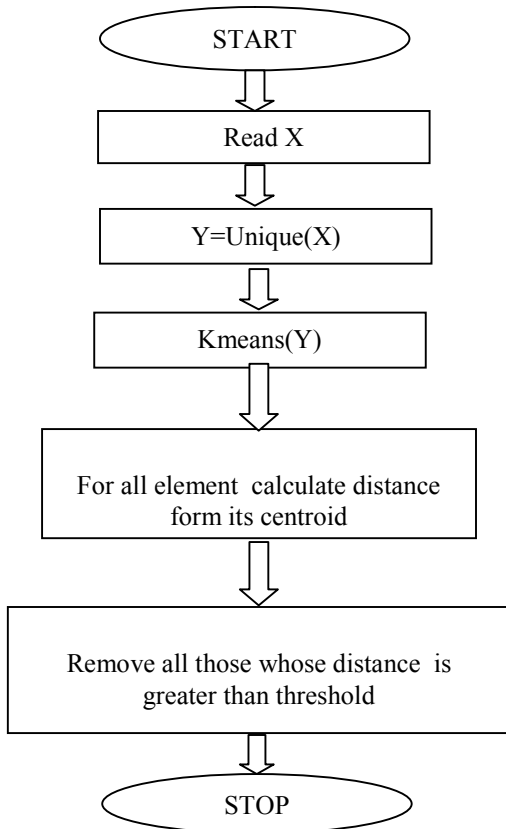 START
Read X
Y=Unique(X)
Kmeans(Y)
For all element calculate distance
form its centroid
Remove all those whose distance is
greater than threshold
STOP